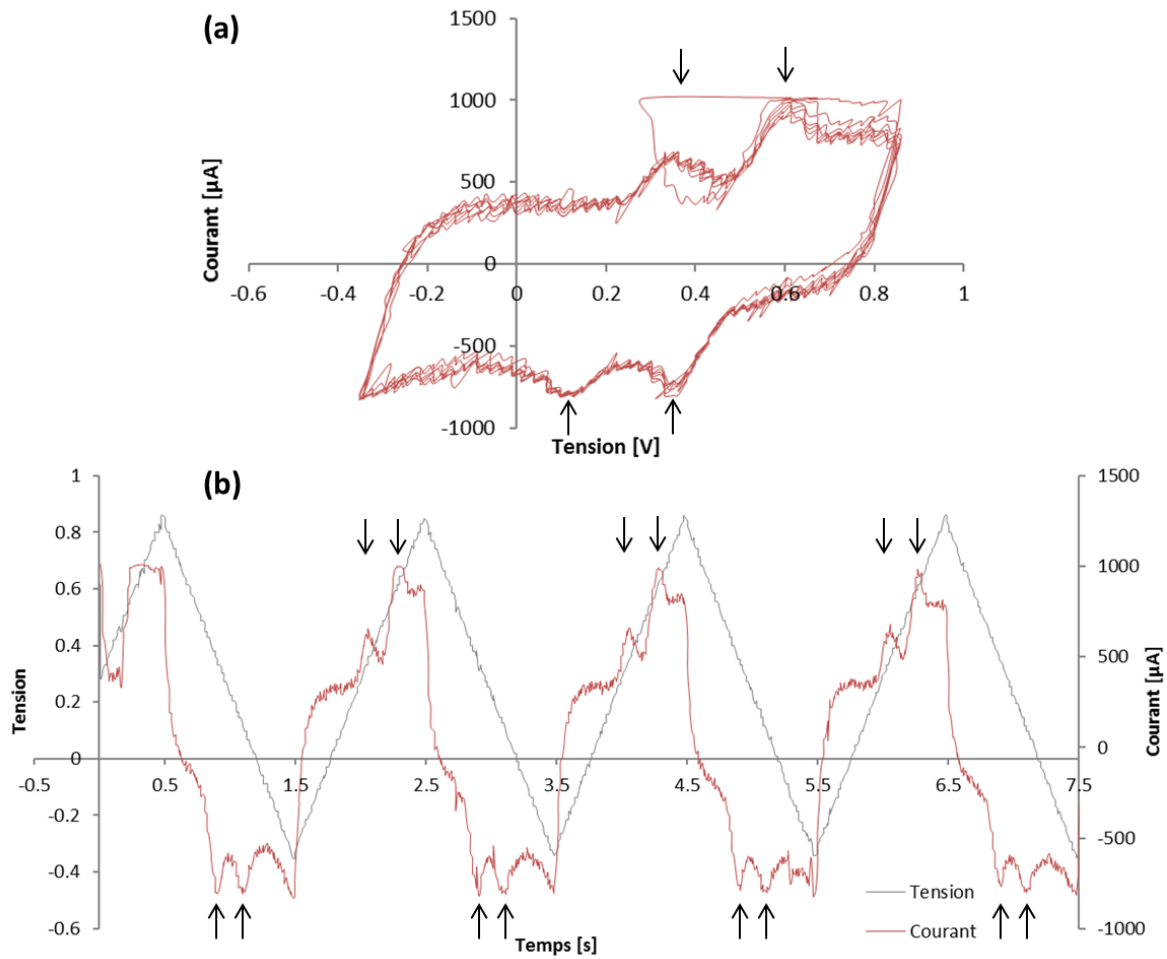 (a)
1500
1000
500
0
-500
-1000
Courant [µA]
-0.6 -0.4 -0.2 0 0.2 0.4 0.6 0.8 1
Tension [V]
(b)
1
0.8
0.6
0.4
0.2
0
-0.2
-0.4
-0.6
Tension
-0.5 0.5 1.5 2.5 3.5 4.5 5.5 6.5 7.5
Temps [s]
1500
1000
500
0
-500
-1000
Courant [µA]
Tension
Courant